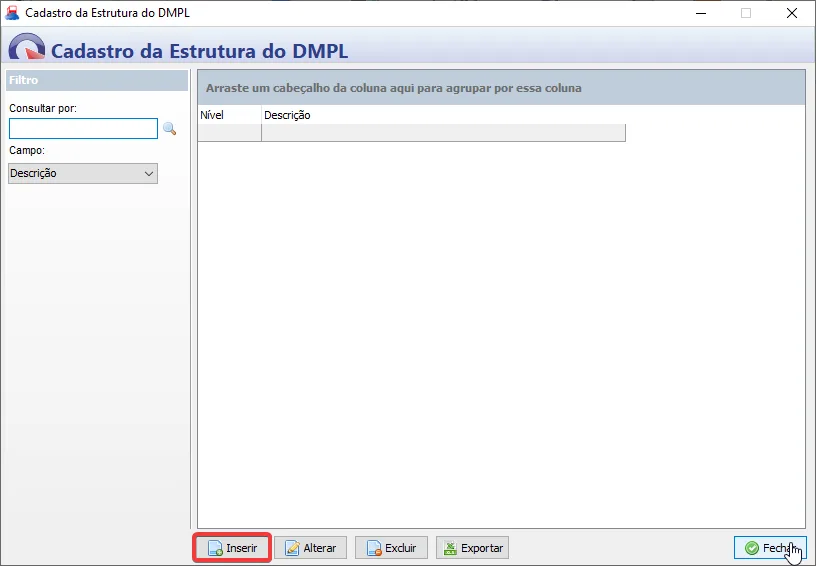 Cadastro da Estrutura do DMPL
Cadastro da Estrutura do DMPL
Filtro
Consultar por:
Campo:
Descrição
Arraste um cabeçalho da coluna aqui para agrupar por essa coluna
Nível Descrição
Inserir Alterar Excluir Exportar Fechar